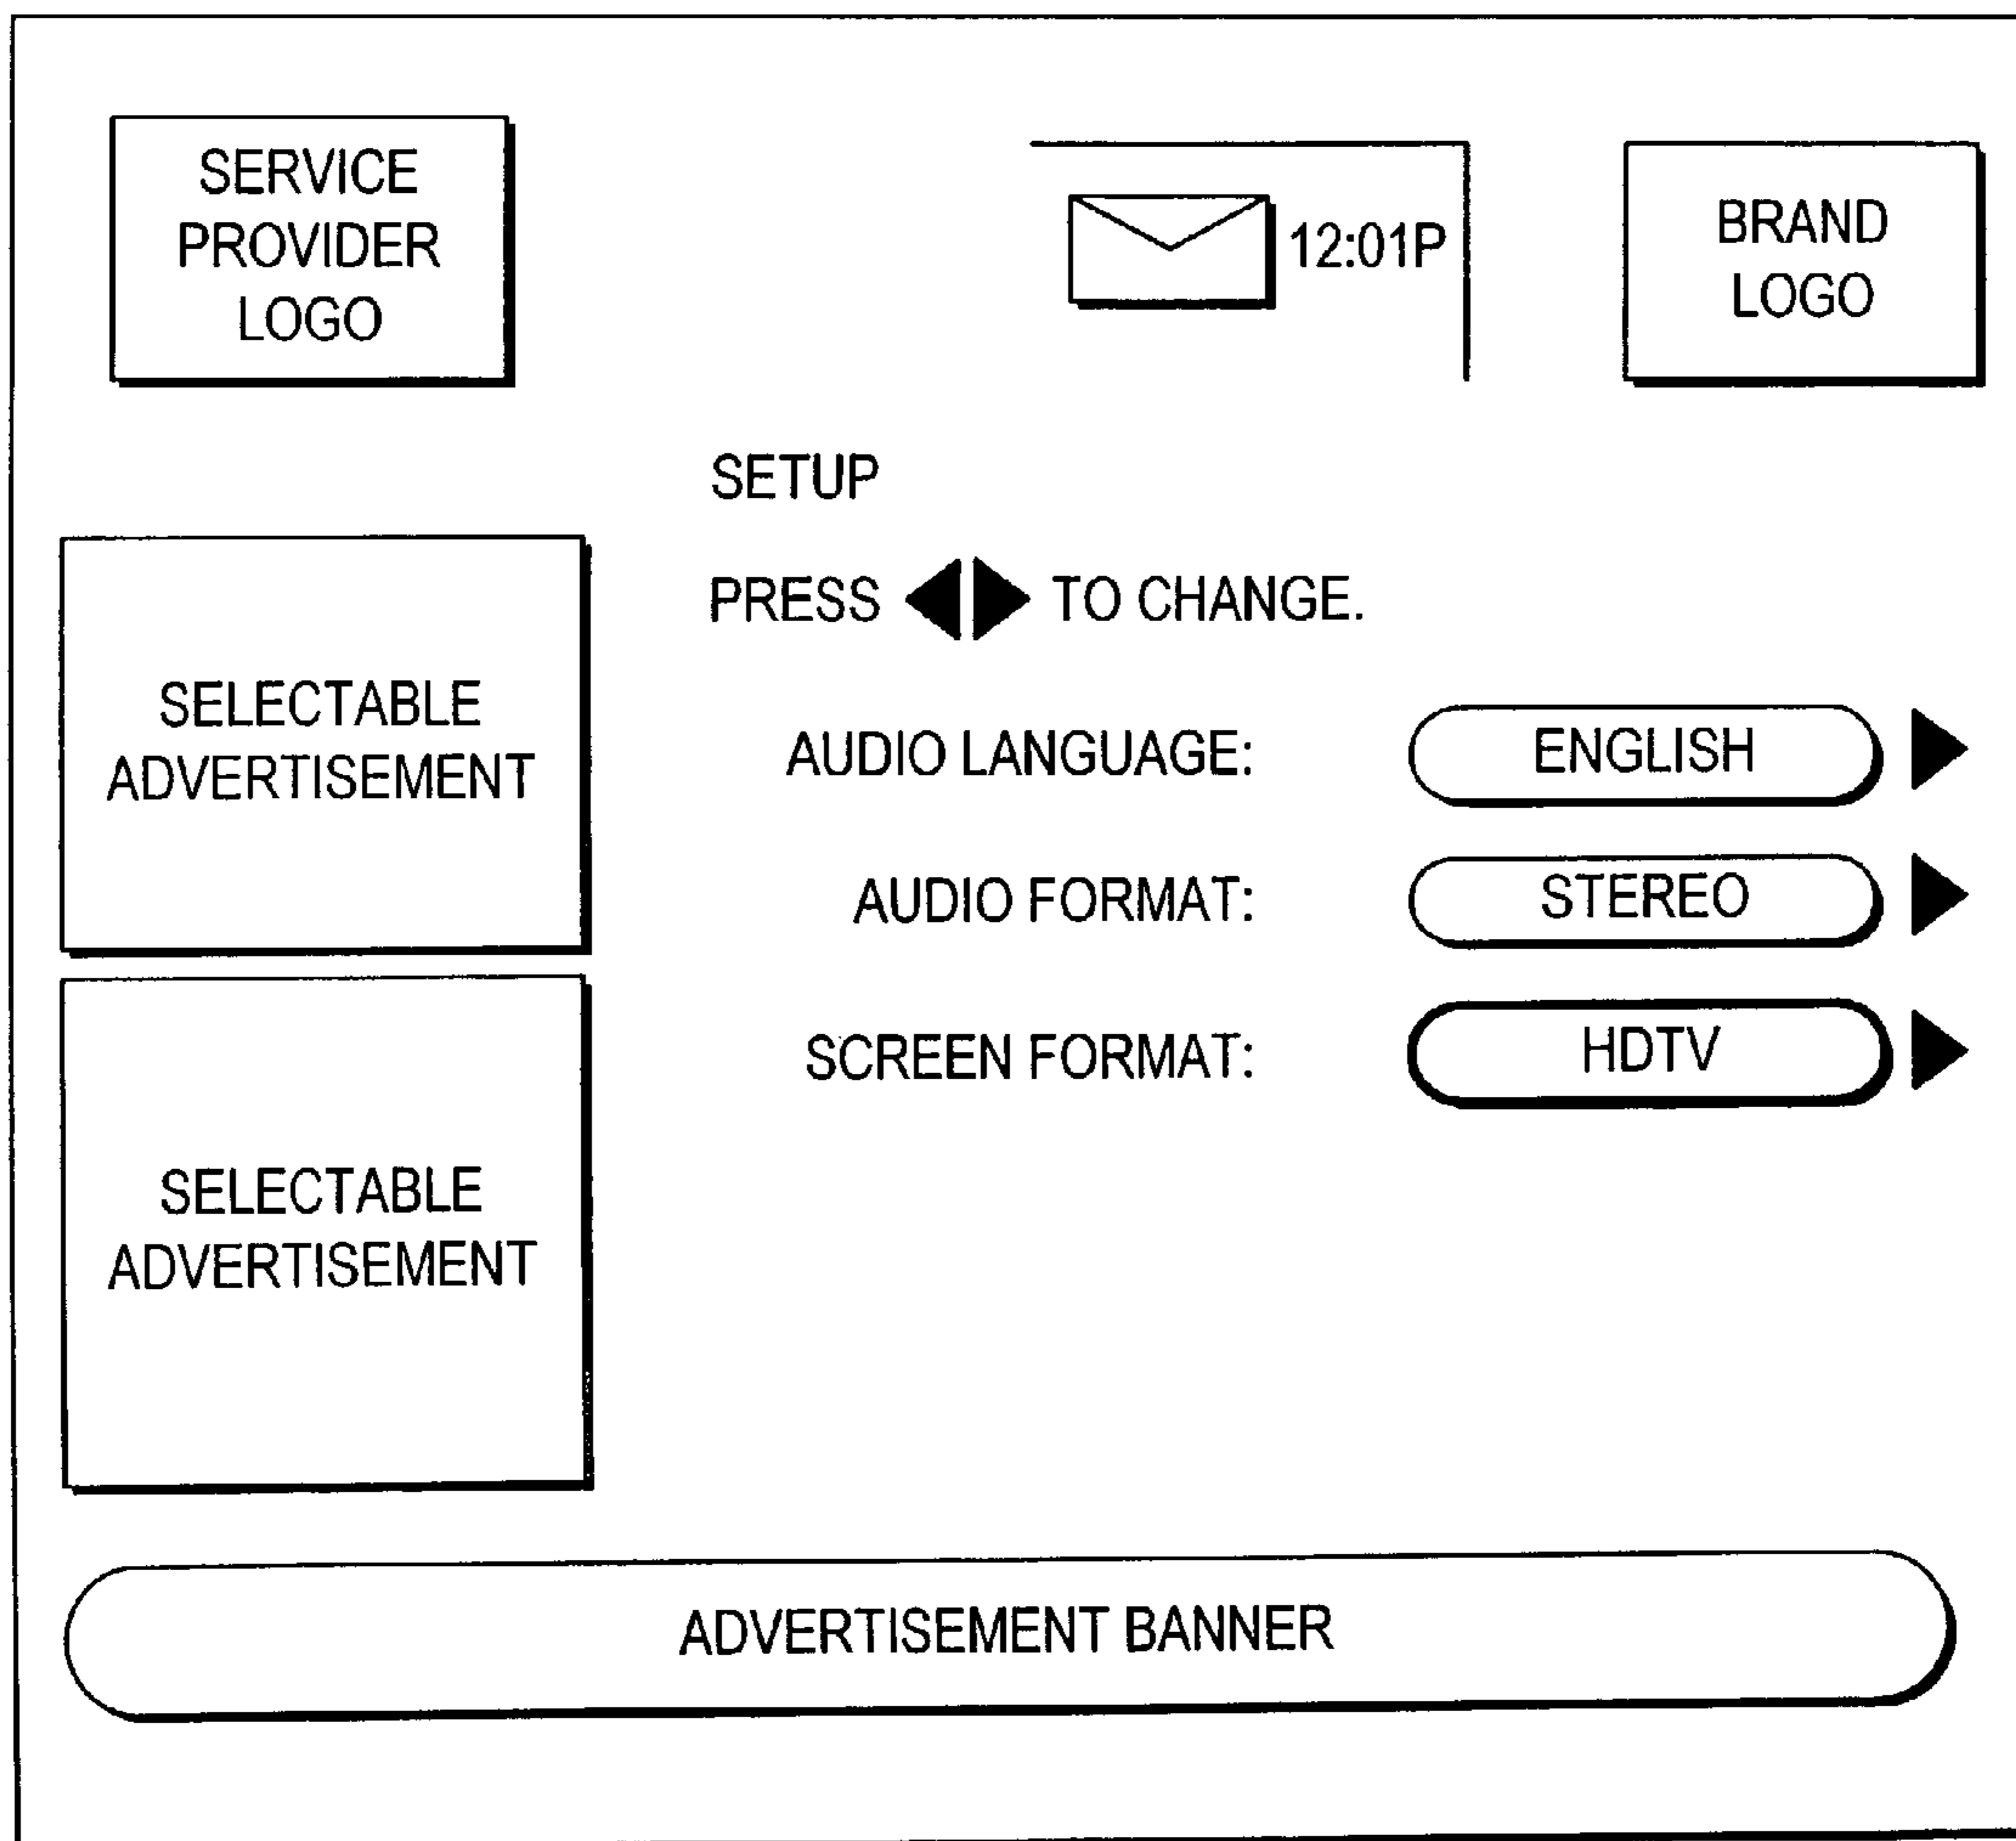 SERVICE
PROVIDER
LOGO
12:01P
BRAND
LOGO
SETUP
PRESS TO CHANGE.
SELECTABLE
ADVERTISEMENT
AUDIO LANGUAGE: ENGLISH
AUDIO FORMAT: STEREO
SCREEN FORMAT: HDTV
SELECTABLE
ADVERTISEMENT
ADVERTISEMENT BANNER